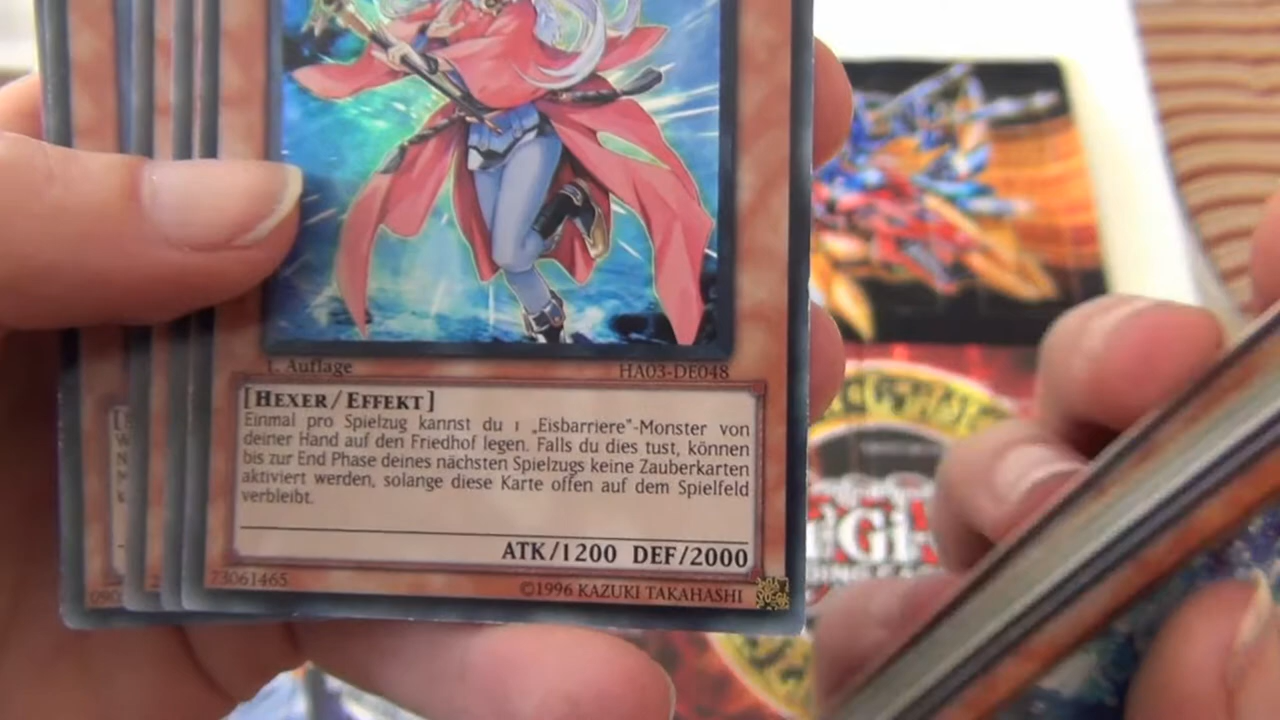 1. Auflage HA03-DE048
[HEXER/EFFEKT]
Einmal pro Spielzug kannst du 1 „Eisbarriere"-Monster von
deiner Hand auf den Friedhof legen. Falls du dies tust, können
bis zur End Phase deines nächsten Spielzugs keine Zauberkarten
aktiviert werden, solange diese Karte offen auf dem Spielfeld
verbleibt.
ATK/1200 DEF/2000
73061465
©1996 KAZUKI TAKAHASHI